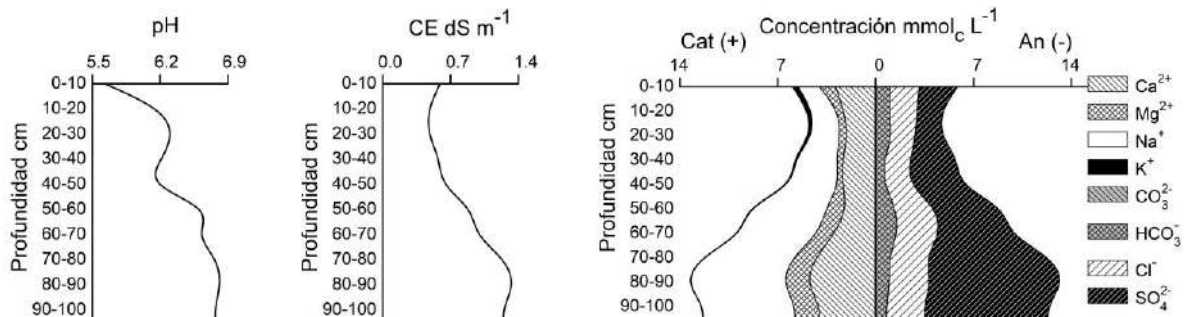 pH
5.5 6.2 6.9
Profundidad cm
0-10
10-20
20-30
30-40
40-50
50-60
60-70
70-80
80-90
90-100
CE dS m⁻¹
0.0 0.7 1.4
Profundidad cm
0-10
10-20
20-30
30-40
40-50
50-60
60-70
70-80
80-90
90-100
Concentración mmol_c L⁻¹
Cat (+) An (-)
14 7 0 7 14
Profundidad cm
0-10
10-20
20-30
30-40
40-50
50-60
60-70
70-80
80-90
90-100
Ca²⁺
Mg²⁺
Na⁺
K⁺
CO₃²⁻
HCO₃⁻
Cl⁻
SO₄²⁻